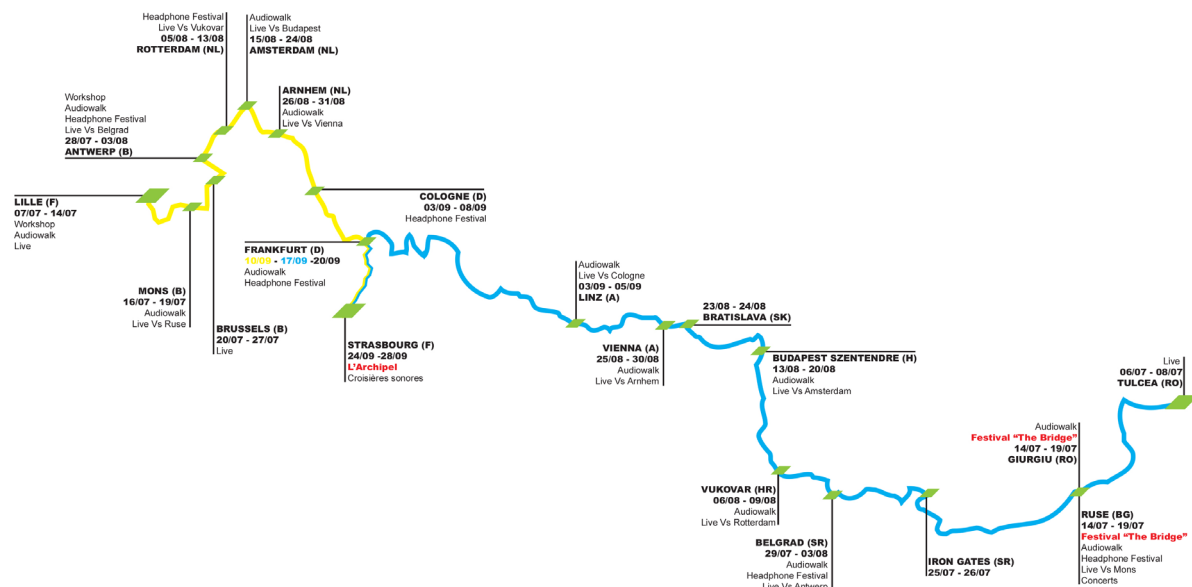 Headphone Festival
Live Vs Vukovar
05/08 - 13/08
ROTTERDAM (NL)
Audiowalk
Live Vs Budapest
15/08 - 24/08
AMSTERDAM (NL)
ARNHEM (NL)
26/08 - 31/08
Audiowalk
Live Vs Vienna
Workshop
Audiowalk
Headphone Festival
Live Vs Belgrad
28/07 - 03/08
ANTWERP (B)
LILLE (F)
07/07 - 14/07
Workshop
Audiowalk
Live
COLOGNE (D)
03/09 - 08/09
Headphone Festival
FRANKFURT (D)
10/09 - 17/09 -20/09
Audiowalk
Headphone Festival
MONS (B)
16/07 - 19/07
Audiowalk
Live Vs Ruse
BRUSSELS (B)
20/07 - 27/07
Live
STRASBOURG (F)
24/09 -28/09
L'Archipel
Croisières sonores
Audiowalk
Live Vs Cologne
03/09 - 05/09
LINZ (A)
23/08 - 24/08
BRATISLAVA (SK)
VIENNA (A)
25/08 - 30/08
Audiowalk
Live Vs Arnhem
BUDAPEST SZENTENDRE (H)
13/08 - 20/08
Audiowalk
Live Vs Amsterdam
Live
06/07 - 08/07
TULCEA (RO)
Audiowalk
Festival "The Bridge"
14/07 - 19/07
GIURGIU (RO)
VUKOVAR (HR)
06/08 - 09/08
Audiowalk
Live Vs Rotterdam
BELGRAD (SR)
29/07 - 03/08
Audiowalk
Headphone Festival
Live Vs Antwerp
IRON GATES (SR)
25/07 - 26/07
RUSE (BG)
14/07 - 19/07
Festival "The Bridge"
Audiowalk
Headphone Festival
Live Vs Mons
Concerts